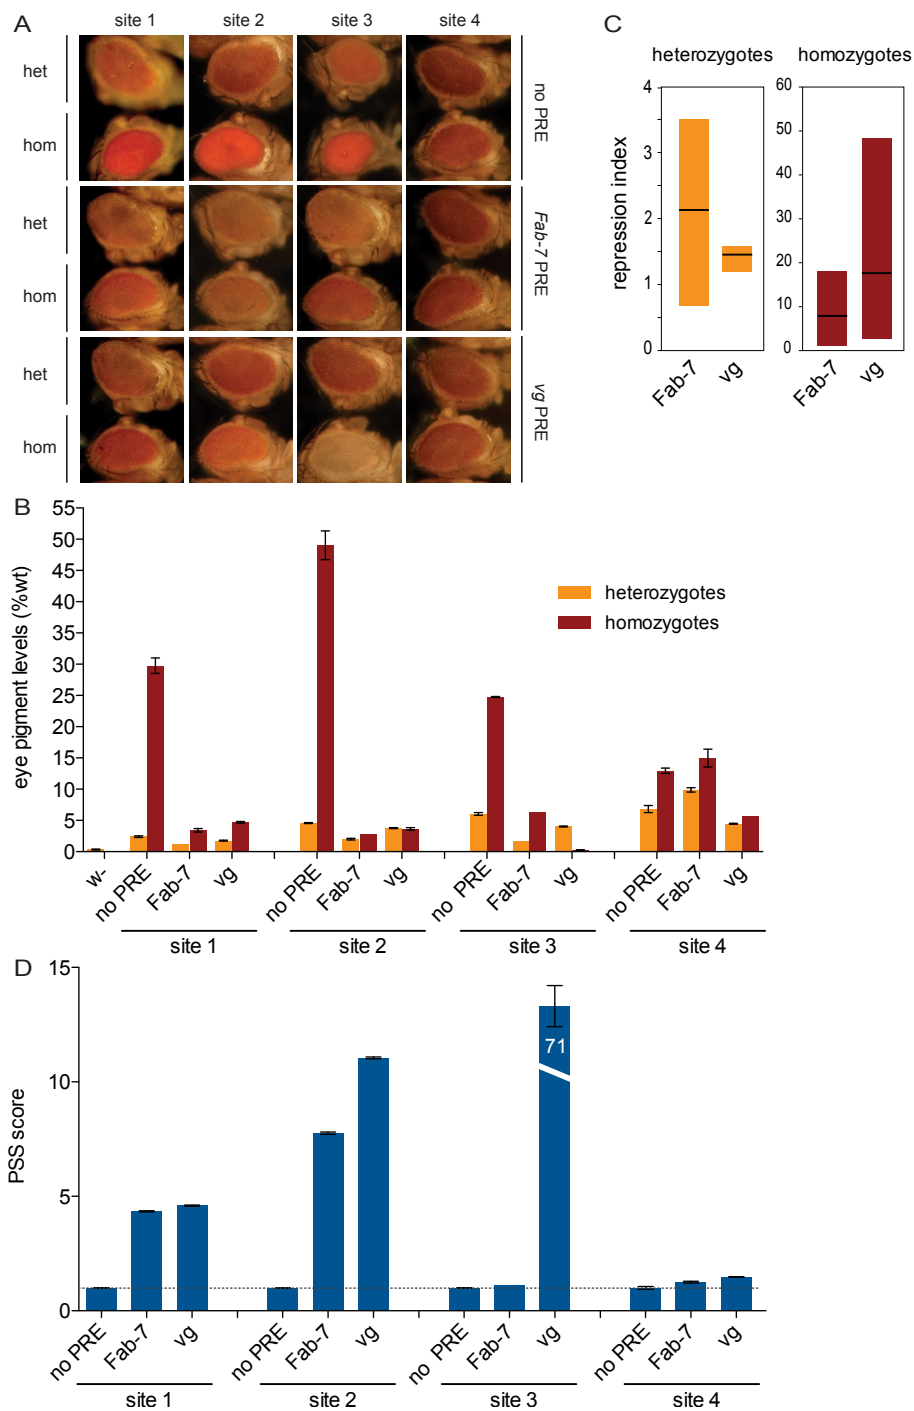 A
site 1
site 2
site 3
site 4
het
hom
no PRE
het
hom
Fab-7 PRE
het
hom
vg PRE
C
heterozygotes
homozygotes
repression index
4
3
2
1
0
60
50
40
30
20
10
0
Fab-7
vg
Fab-7
vg
B
eye pigment levels (%wt)
55
50
45
40
35
30
25
20
15
10
5
0
heterozygotes
homozygotes
w-
no PRE
Fab-7
vg
no PRE
Fab-7
vg
no PRE
Fab-7
vg
no PRE
Fab-7
vg
site 1
site 2
site 3
site 4
D
PSS score
15
10
5
0
71
no PRE
Fab-7
vg
no PRE
Fab-7
vg
no PRE
Fab-7
vg
no PRE
Fab-7
vg
site 1
site 2
site 3
site 4